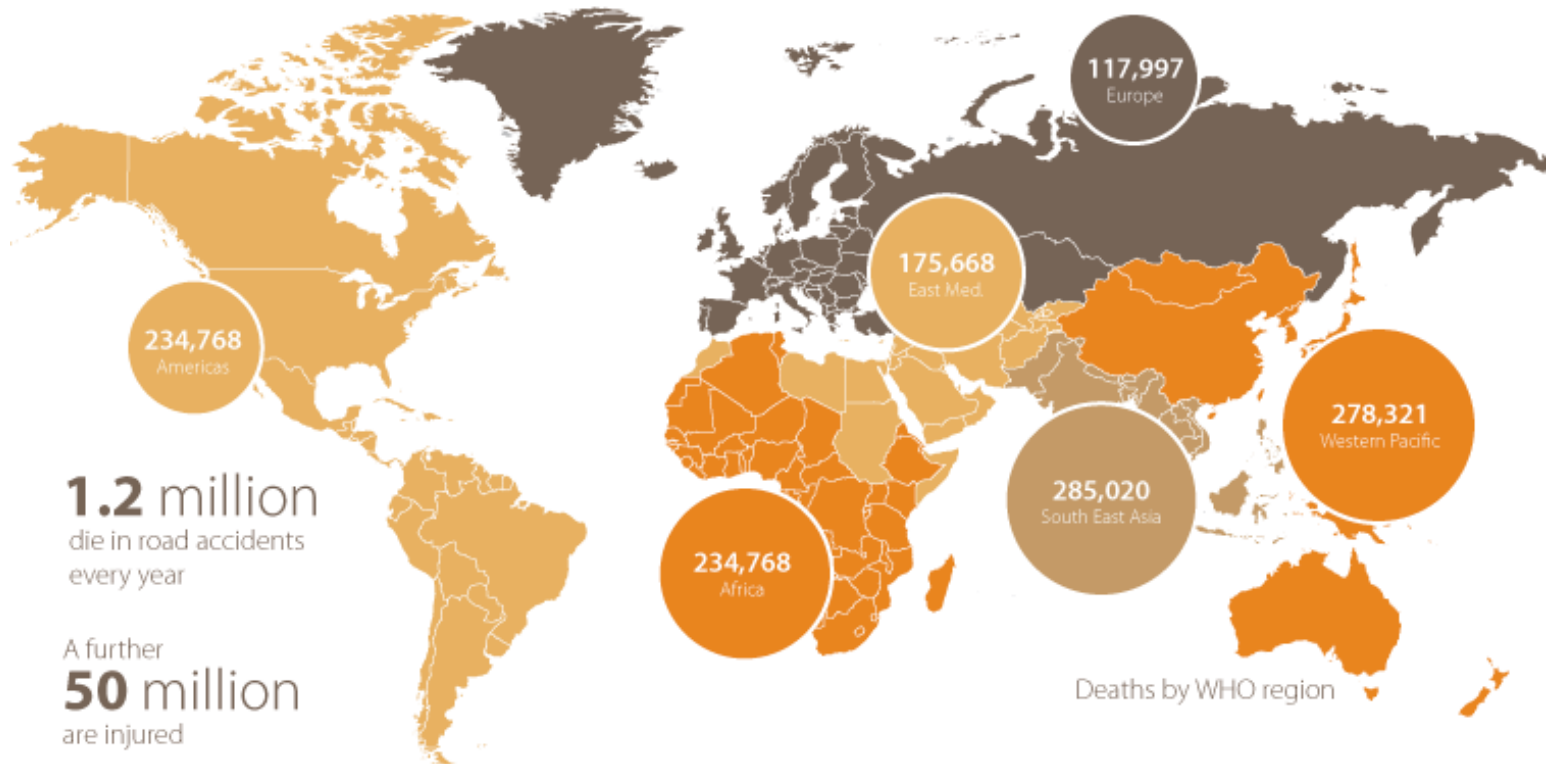 117,997
Europe
175,668
East Med.
234,768
Americas
278,321
Western Pacific
285,020
South East Asia
234,768
Africa
1.2 million
die in road accidents
every year
A further
50 million
are injured
Deaths by WHO region